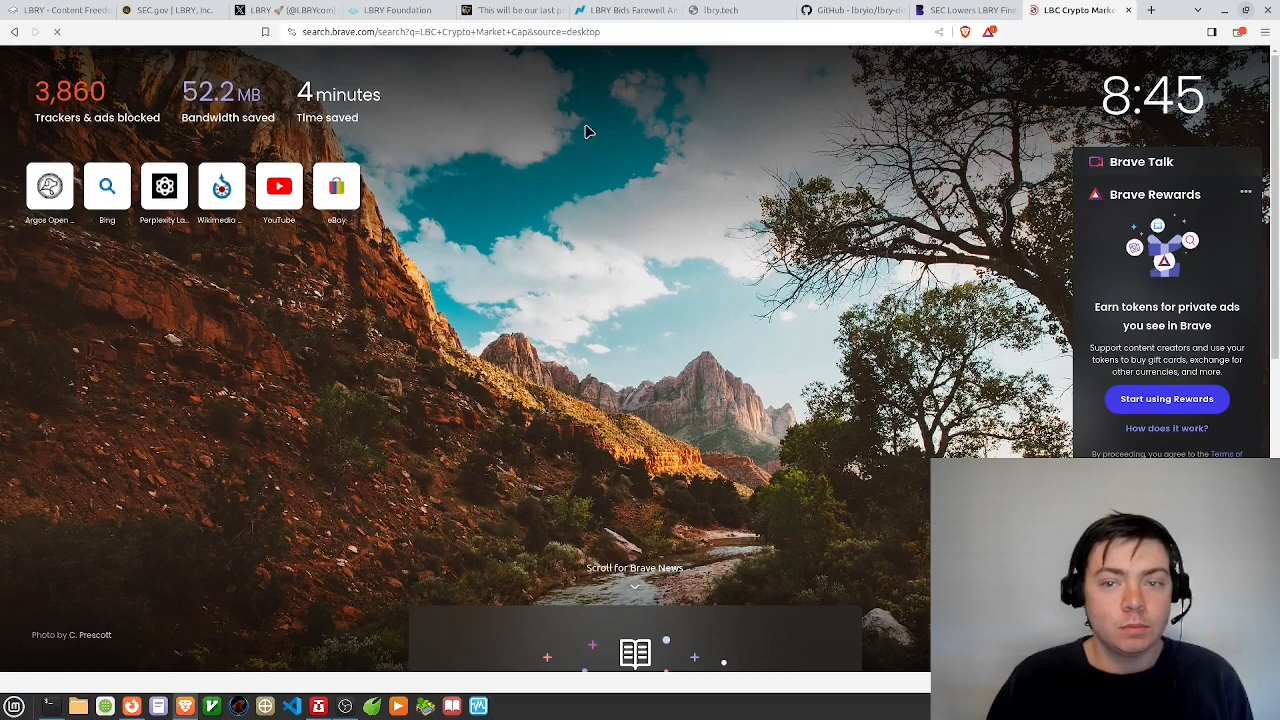 LBRY - Content Freed
SEC.gov | LBRY, Inc.
LBRY 🚀 (@LBRYcom)
LBRY Foundation
'This will be our last p
LBRY Bids Farewell An
lbry.tech
GitHub - lbryio/lbry-de
SEC Lowers LBRY Fine
LBC Crypto Marke
search.brave.com/search?q=LBC+Crypto+Market+Cap&source=desktop
3,860
Trackers & ads blocked
52.2 MB
Bandwidth saved
4 minutes
Time saved
8:45
Argos Open ...
Bing
Perplexity La...
Wikimedia ...
YouTube
eBay
Brave Talk
Brave Rewards
Earn tokens for private ads
you see in Brave
Support content creators and use your
tokens to buy gift cards, exchange for
other currencies, and more.
Start using Rewards
How does it work?
By proceeding, you agree to the Terms of
Scroll for Brave News
Photo by C. Prescott